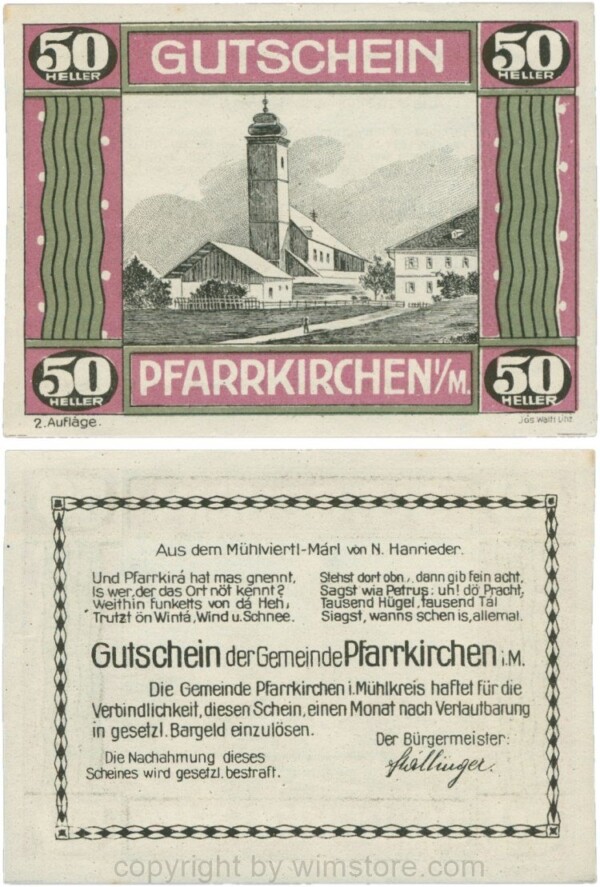 50 HELLER
GUTSCHEIN
50 HELLER
50 HELLER
PFARRKIRCHEN i/M.
50 HELLER
2. Auflage.
Jos. Waltl Linz
Aus dem Mühlviertl-Márl von N. Hanrieder.
Und Pfarrkirá hat mas gnennt,
Is wer, der das Ort nöt kennt?
Weithin funkelts von dá Heh,
Trutzt ön Wintá, Wind u. Schnee.
Stehst dort obn, dann gib fein acht,
Sagst wia Petrus: uh! dö Pracht,
Tausend Hügel, tausend Tal
Siagst, wanns schen is, allemal.
Gutschein der Gemeinde Pfarrkirchen i.M.
Die Gemeinde Pfarrkirchen i. Mühlkreis haftet für die
Verbindlichkeit, diesen Schein, einen Monat nach Verlautbarung
in gesetzl. Bargeld einzulösen.
Der Bürgermeister:
Die Nachahmung dieses
Scheines wird gesetzl. bestraft.
copyright by wimstore.com